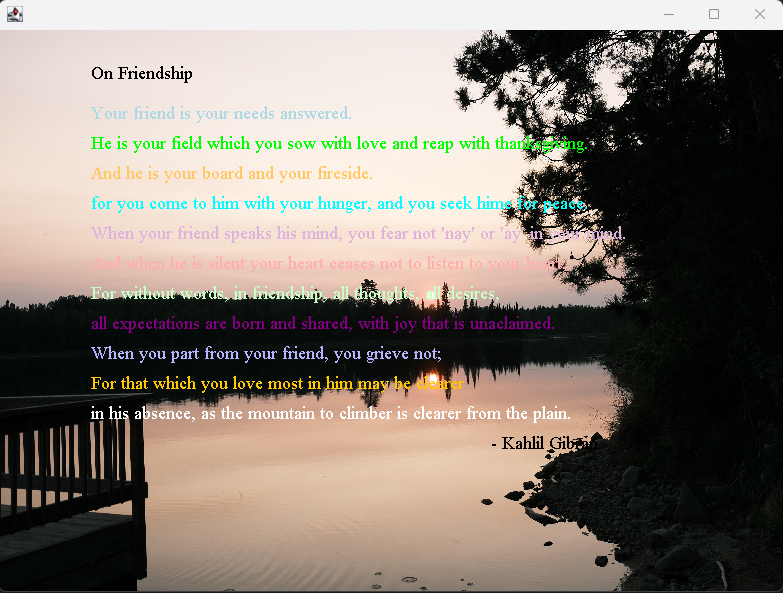 On Friendship
Your friend is your needs answered.
He is your field which you sow with love and reap with thanksgiving.
And he is your board and your fireside.
for you come to him with your hunger, and you seek hime for peace.
When your friend speaks his mind, you fear not 'nay' or 'ay' in your mind.
And when he is silent your heart ceases not to listen to your heart
For without words, in friendship, all thoughts, all desires,
all expectations are born and shared, with joy that is unaclaimed.
When you part from your friend, you grieve not;
For that which you love most in him may be clearer
in his absence, as the mountain to climber is clearer from the plain.
- Kahlil Gibran